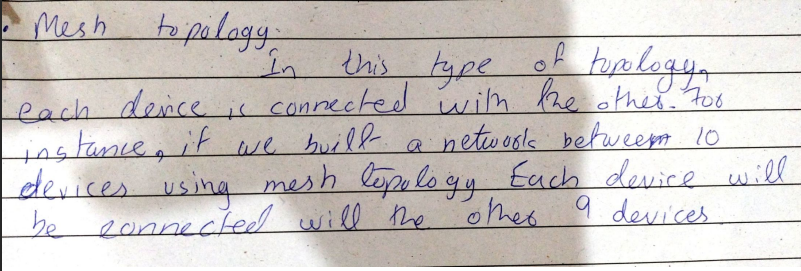 • Mesh topology.
In this type of topology,
each device is connected with the other. For
instance, if we built a network between 10
devices using mesh topology Each device will
be connected will the other 9 devices